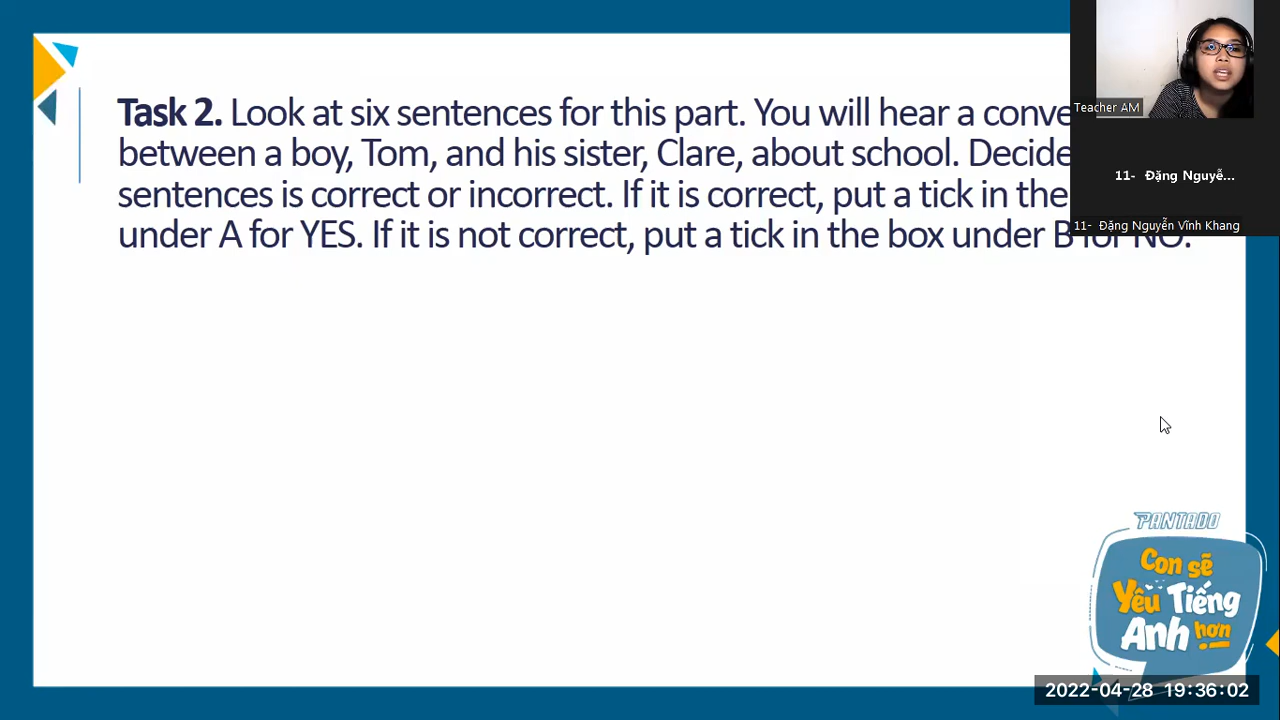 Task 2. Look at six sentences for this part. You will hear a conve
between a boy, Tom, and his sister, Clare, about school. Decide
sentences is correct or incorrect. If it is correct, put a tick in the
under A for YES. If it is not correct, put a tick in the box under B for NO.
Teacher AM
11- Đặng Nguyễ...
11- Đặng Nguyễn Vĩnh Khang
PANTADO
Con sẽ
Yêu Tiếng
Anh hơn
2022-04-28 19:36:02